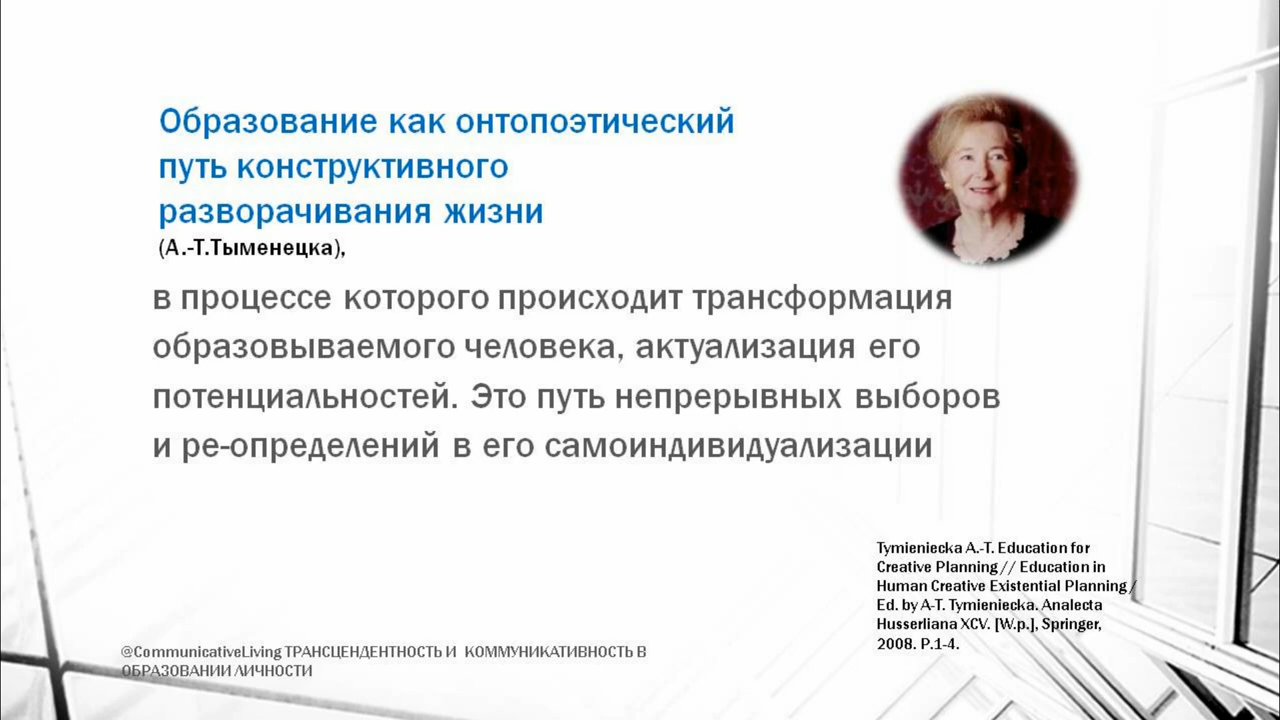 Образование как онтопоэтический
путь конструктивного
разворачивания жизни
(А.-Т.Тыменецка),
в процессе которого происходит трансформация
образовываемого человека, актуализация его
потенциальностей. Это путь непрерывных выборов
и ре-определений в его самоиндивидуализации
Tymieniecka A.-T. Education for
Creative Planning // Education in
Human Creative Existential Planning /
Ed. by A-T. Tymieniecka. Analecta
Husserliana XCV. [W.p.], Springer,
2008. P.1-4.
@CommunicativeLiving ТРАНСЦЕНДЕНТНОСТЬ И КОММУНИКАТИВНОСТЬ В
ОБРАЗОВАНИИ ЛИЧНОСТИ